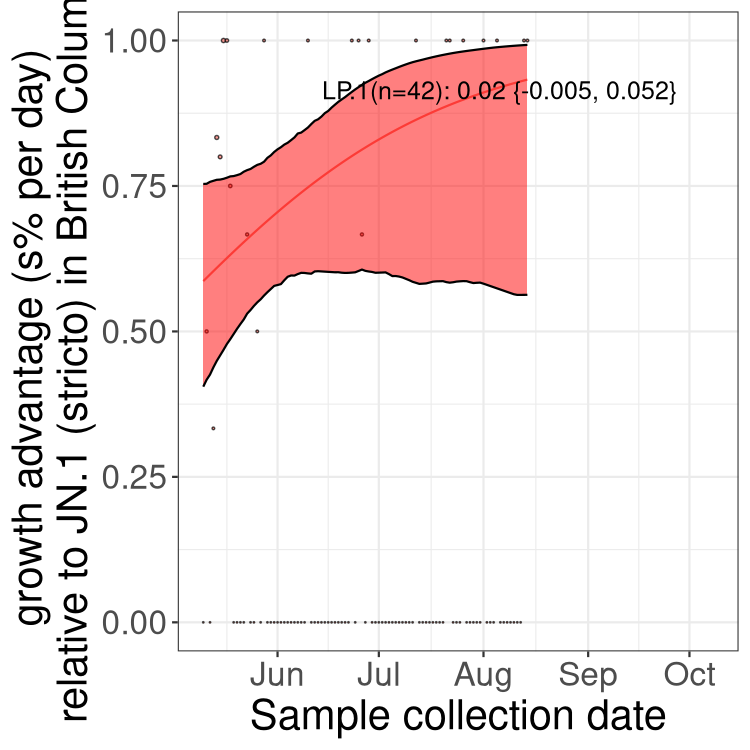 growth advantage (s% per day)
relative to JN.1 (stricto) in British Colum
1.00
0.75
0.50
0.25
0.00
LP.1(n=42): 0.02 {-0.005, 0.052}
Jun Jul Aug Sep Oct
Sample collection date